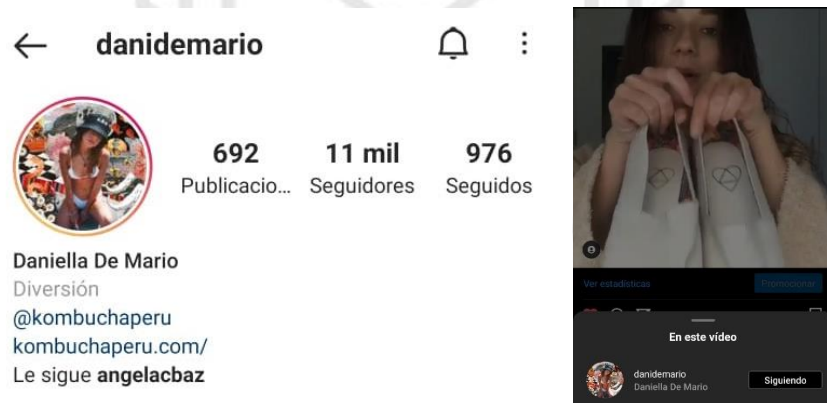 danidemario
692
Publicacio...
11 mil
Seguidores
976
Seguidos
Daniella De Mario
Diversión
@kombuchaperu
kombuchaperu.com/
Le sigue angelacbaz
Ver estadísticas
Promocionar
En este vídeo
danidemario
Daniella De Mario
Siguiendo